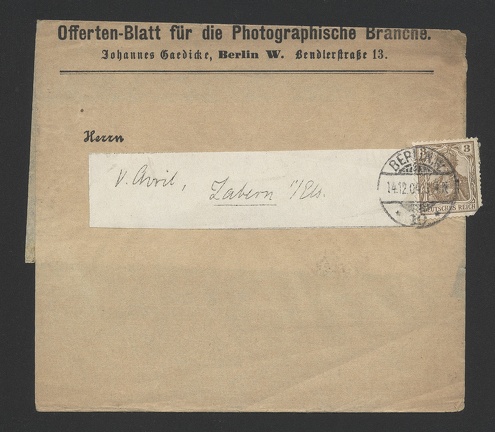 Offerten-Blatt für die Photographische Branche.
Johannes Gaedicke, Berlin W. Bendlerstraße 13.
Herrn
v. Avril, Zabern i/Els.
BERLIN W.
14.12.04
* 10 *
3
DEUTSCHES REICH